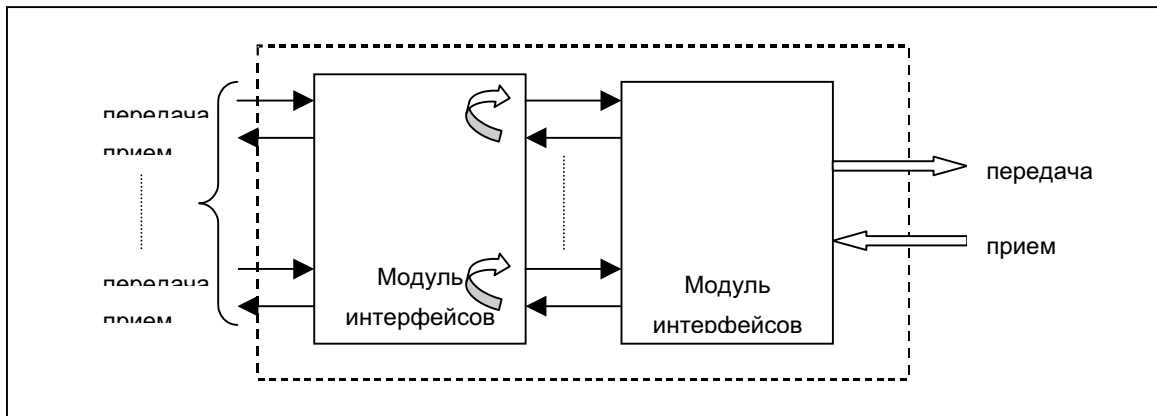 передача
прием
передача
прием
Модуль
интерфейсов
Модуль
интерфейсов
передача
прием